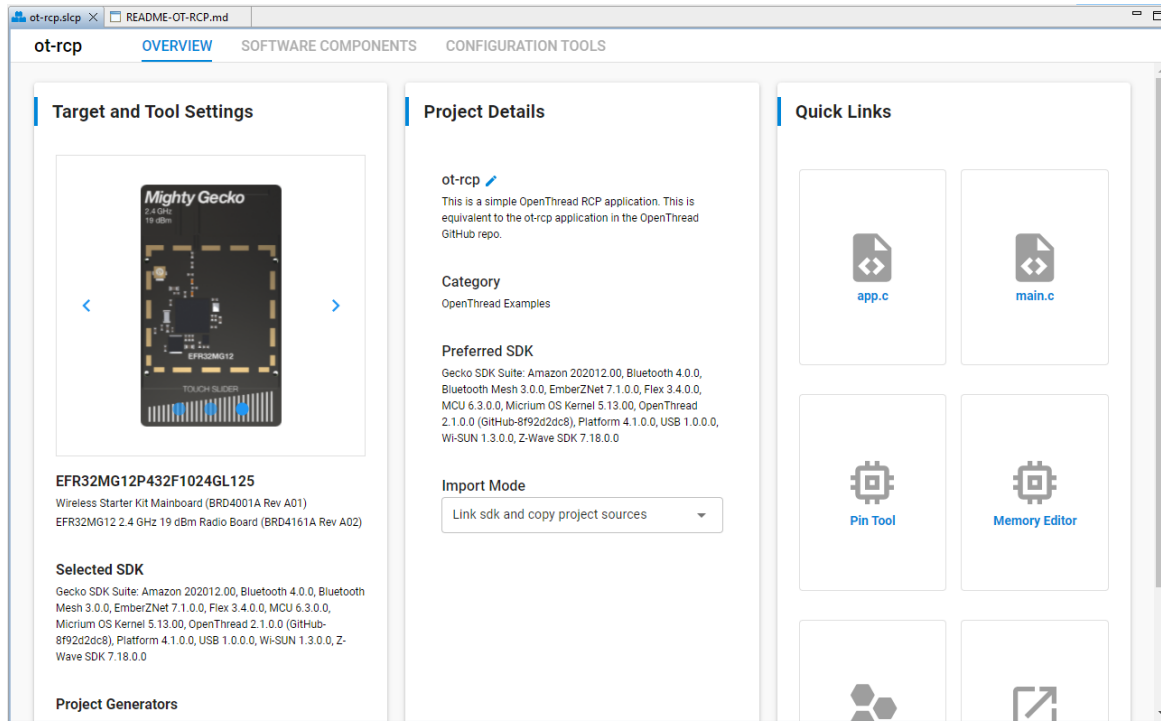 ot-rcp.slcp
README-OT-RCP.md
ot-rcp
OVERVIEW
SOFTWARE COMPONENTS
CONFIGURATION TOOLS
Target and Tool Settings
Mighty Gecko
2.4 GHz
19 dBm
EFR32MG12
TOUCH SLIDER
EFR32MG12P432F1024GL125
Wireless Starter Kit Mainboard (BRD4001A Rev A01)
EFR32MG12 2.4 GHz 19 dBm Radio Board (BRD4161A Rev A02)
Selected SDK
Gecko SDK Suite: Amazon 202012.00, Bluetooth 4.0.0, Bluetooth
Mesh 3.0.0, EmberZNet 7.1.0.0, Flex 3.4.0.0, MCU 6.3.0.0,
Micrium OS Kernel 5.13.00, OpenThread 2.1.0.0 (GitHub-
8f92d2dc8), Platform 4.1.0.0, USB 1.0.0.0, Wi-SUN 1.3.0.0, Z-
Wave SDK 7.18.0.0
Project Generators
Project Details
ot-rcp
This is a simple OpenThread RCP application. This is
equivalent to the ot-rcp application in the OpenThread
GitHub repo.
Category
OpenThread Examples
Preferred SDK
Gecko SDK Suite: Amazon 202012.00, Bluetooth 4.0.0,
Bluetooth Mesh 3.0.0, EmberZNet 7.1.0.0, Flex 3.4.0.0,
MCU 6.3.0.0, Micrium OS Kernel 5.13.00, OpenThread
2.1.0.0 (GitHub-8f92d2dc8), Platform 4.1.0.0, USB 1.0.0.0,
Wi-SUN 1.3.0.0, Z-Wave SDK 7.18.0.0
Import Mode
Link sdk and copy project sources
Quick Links
app.c
main.c
Pin Tool
Memory Editor